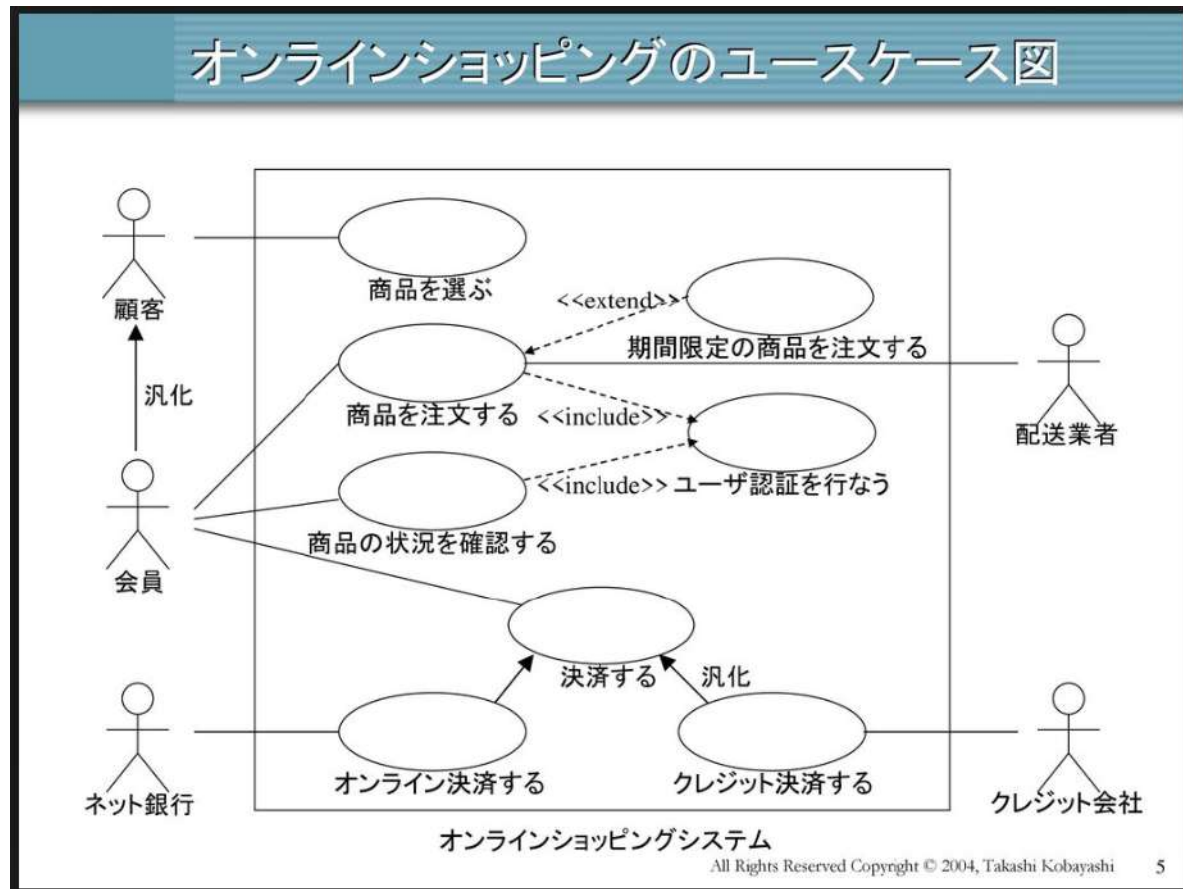 オンラインショッピングのユースケース図
顧客
商品を選ぶ
<<extend>>
期間限定の商品を注文する
汎化
商品を注文する
<<include>>
配送業者
<<include>>
ユーザ認証を行なう
会員
商品の状況を確認する
決済する
汎化
ネット銀行
オンライン決済する
クレジット決済する
クレジット会社
オンラインショッピングシステム
All Rights Reserved Copyright © 2004, Takashi Kobayashi
5